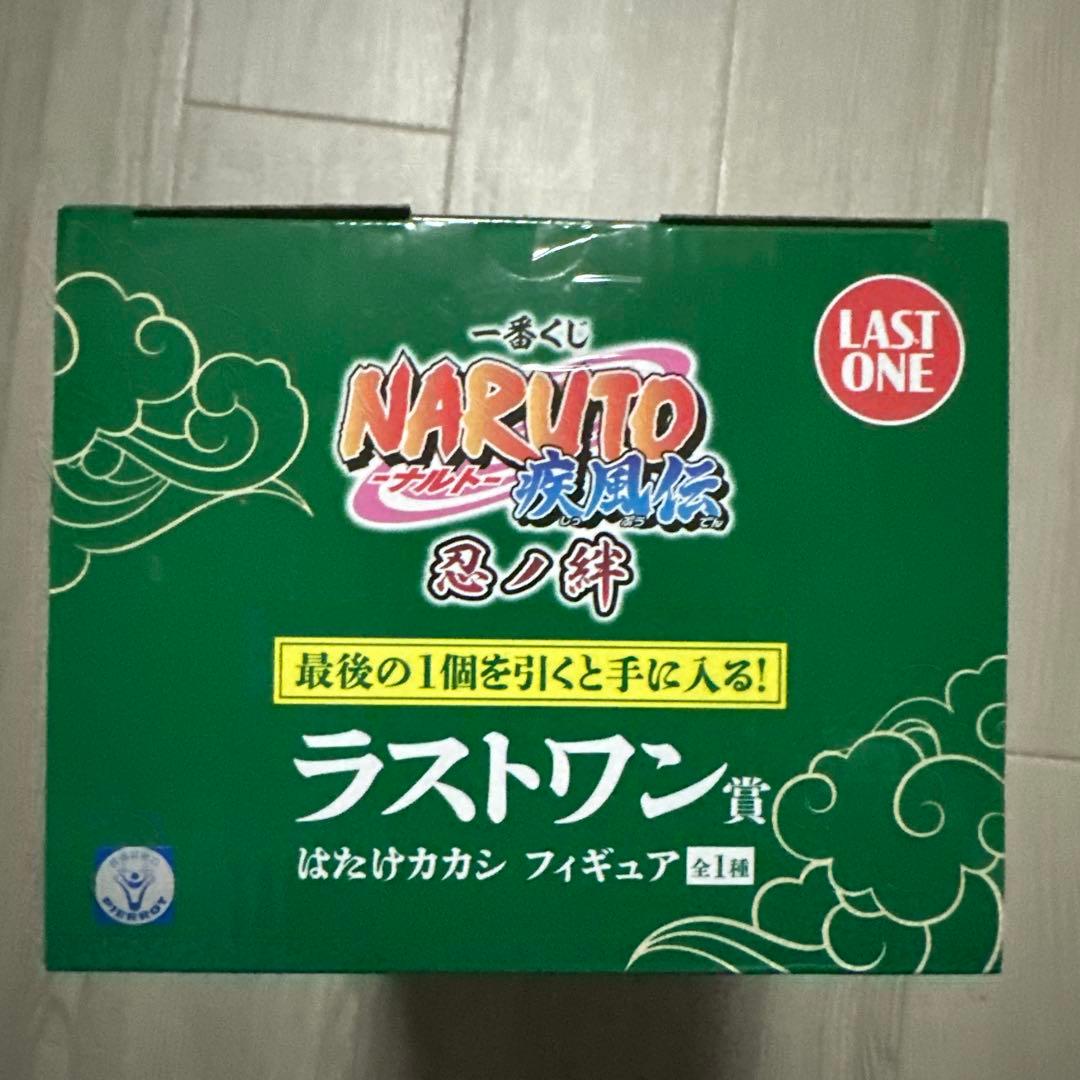 一番くじ
LAST
ONE
NARUTO
-ナルト-
疾風伝
しっ ぷう でん
忍ノ絆
最後の1個を引くと手に入る!
ラストワン賞
はたけカカシ フィギュア 全1種
PIERROT